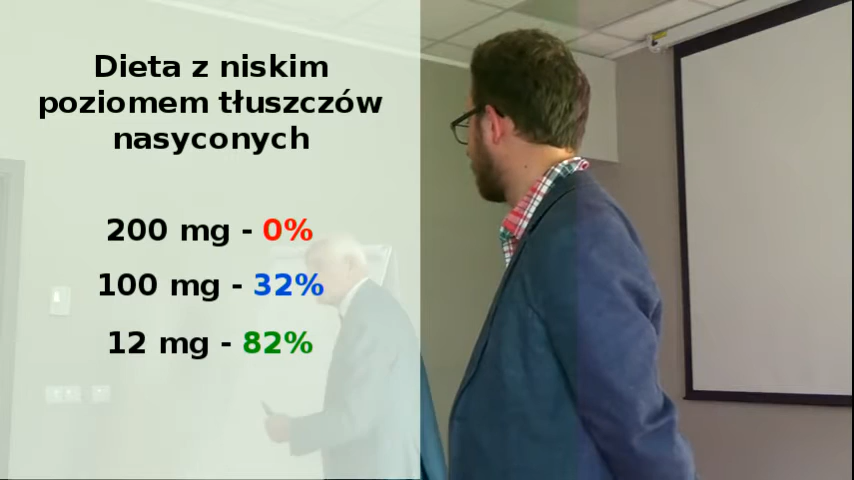 Dieta z niskim
poziomem tłuszczów
nasyconych
200 mg - 0%
100 mg - 32%
12 mg - 82%